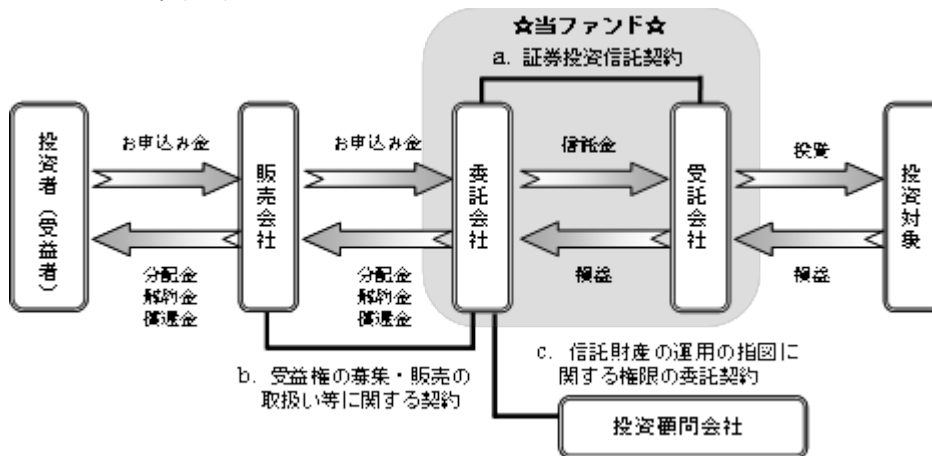 ☆当ファンド☆
a. 証券投資信託契約
投資者（受益者）
お申込み金
分配金
解約金
償還金
販売会社
お申込み金
分配金
解約金
償還金
委託会社
信託金
損益
受託会社
投資
損益
投資対象
b. 受益権の募集・販売の
取扱い等に関する契約
c. 信託財産の運用の指図に
関する権限の委託契約
投資顧問会社